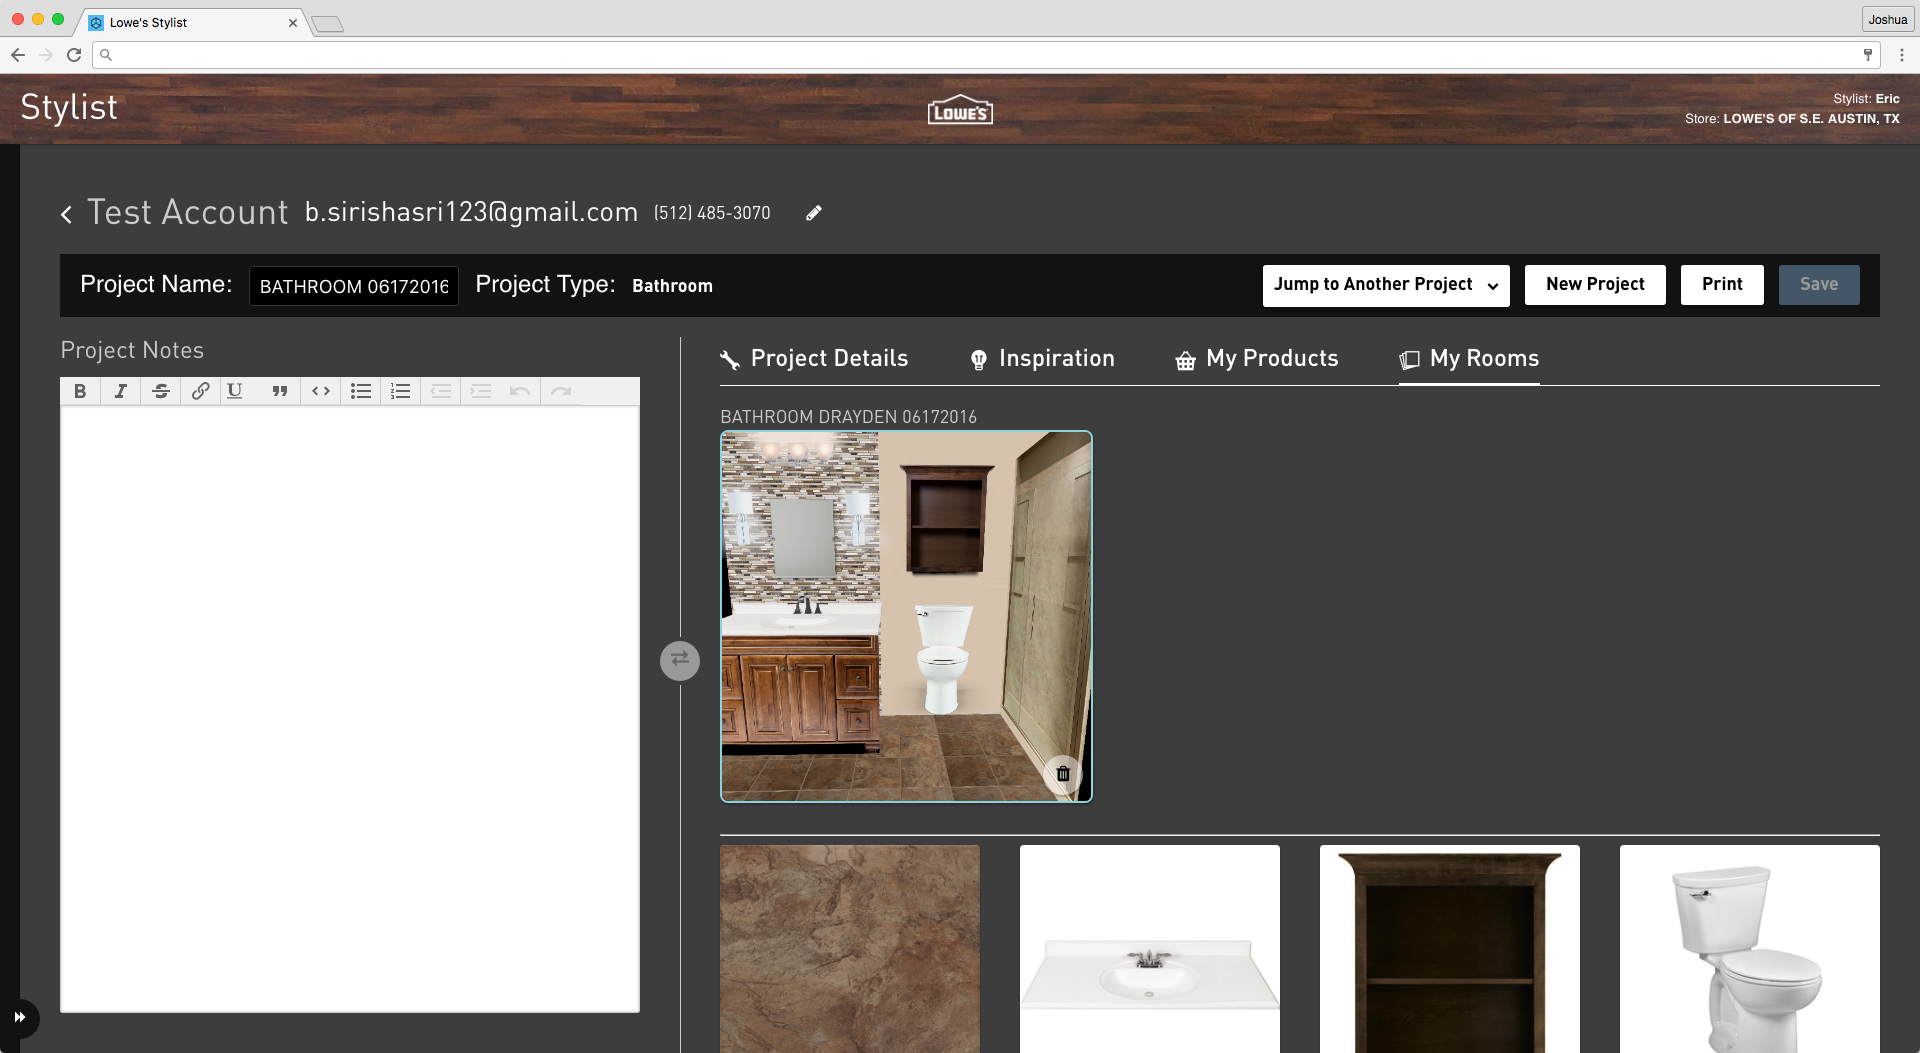 Lowe's Stylist
Joshua
Stylist
LOWE'S
Stylist: Eric
Store: LOWE'S OF S.E. AUSTIN, TX
Test Account b.sirishasri123@gmail.com (512) 485-3070
Project Name: BATHROOM 06172016 Project Type: Bathroom
Jump to Another Project New Project Print Save
Project Notes
Project Details Inspiration My Products My Rooms
BATHROOM DRAYDEN 06172016